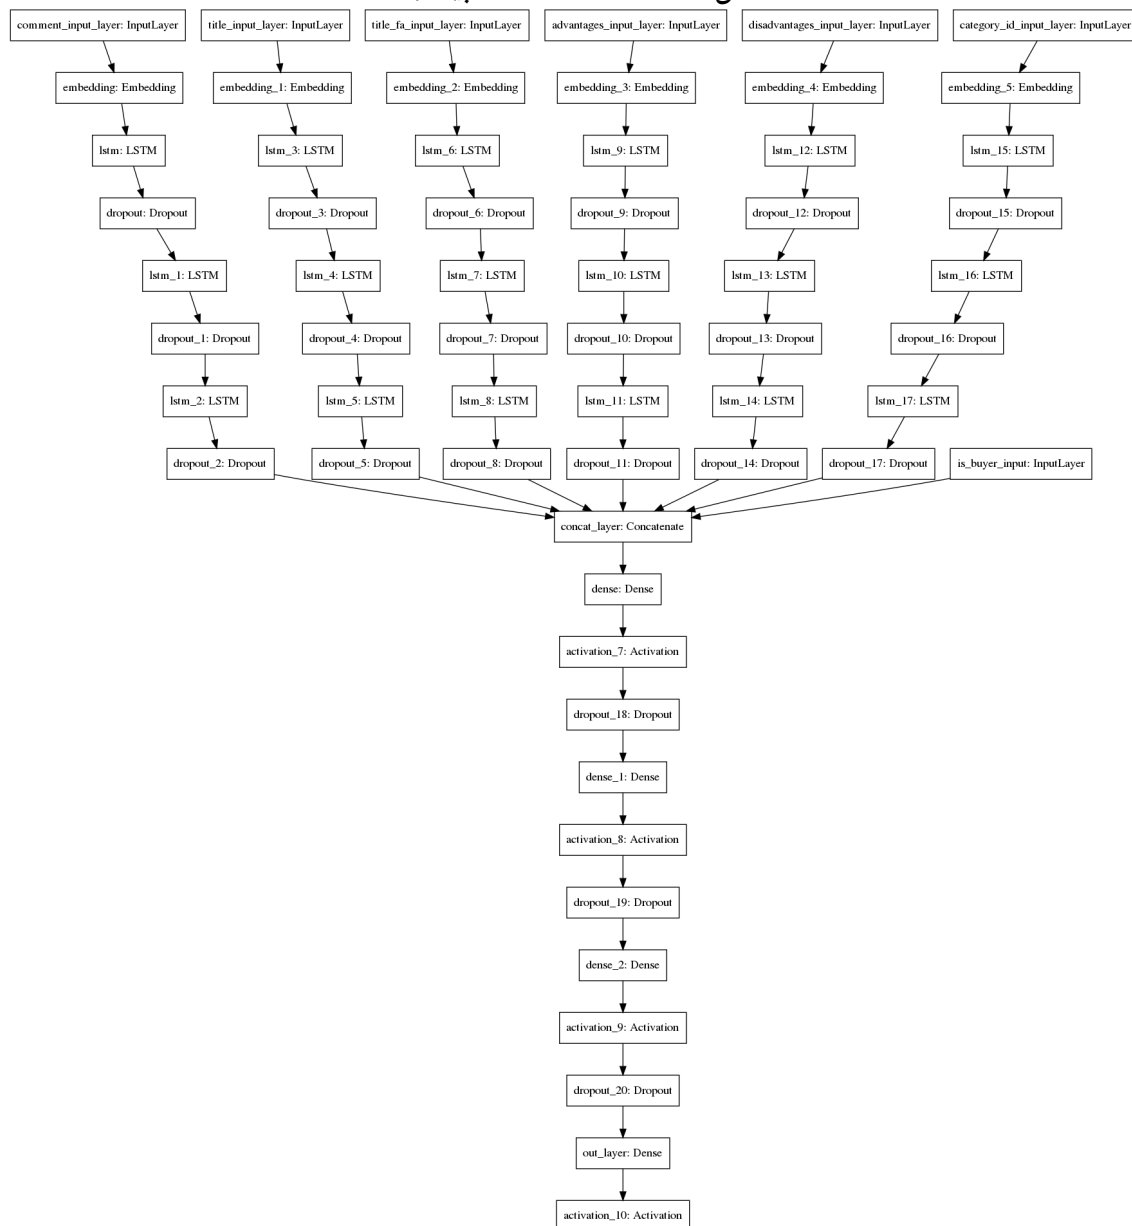 comment_input_layer: InputLayer
title_input_layer: InputLayer
title_fa_input_layer: InputLayer
advantages_input_layer: InputLayer
disadvantages_input_layer: InputLayer
category_id_input_layer: InputLayer
embedding: Embedding
embedding_1: Embedding
embedding_2: Embedding
embedding_3: Embedding
embedding_4: Embedding
embedding_5: Embedding
lstm: LSTM
lstm_3: LSTM
lstm_6: LSTM
lstm_9: LSTM
lstm_12: LSTM
lstm_15: LSTM
dropout: Dropout
dropout_3: Dropout
dropout_6: Dropout
dropout_9: Dropout
dropout_12: Dropout
dropout_15: Dropout
lstm_1: LSTM
lstm_4: LSTM
lstm_7: LSTM
lstm_10: LSTM
lstm_13: LSTM
lstm_16: LSTM
dropout_1: Dropout
dropout_4: Dropout
dropout_7: Dropout
dropout_10: Dropout
dropout_13: Dropout
dropout_16: Dropout
lstm_2: LSTM
lstm_5: LSTM
lstm_8: LSTM
lstm_11: LSTM
lstm_14: LSTM
lstm_17: LSTM
dropout_2: Dropout
dropout_5: Dropout
dropout_8: Dropout
dropout_11: Dropout
dropout_14: Dropout
dropout_17: Dropout
is_buyer_input: InputLayer
concat_layer: Concatenate
dense: Dense
activation_7: Activation
dropout_18: Dropout
dense_1: Dense
activation_8: Activation
dropout_19: Dropout
dense_2: Dense
activation_9: Activation
dropout_20: Dropout
out_layer: Dense
activation_10: Activation